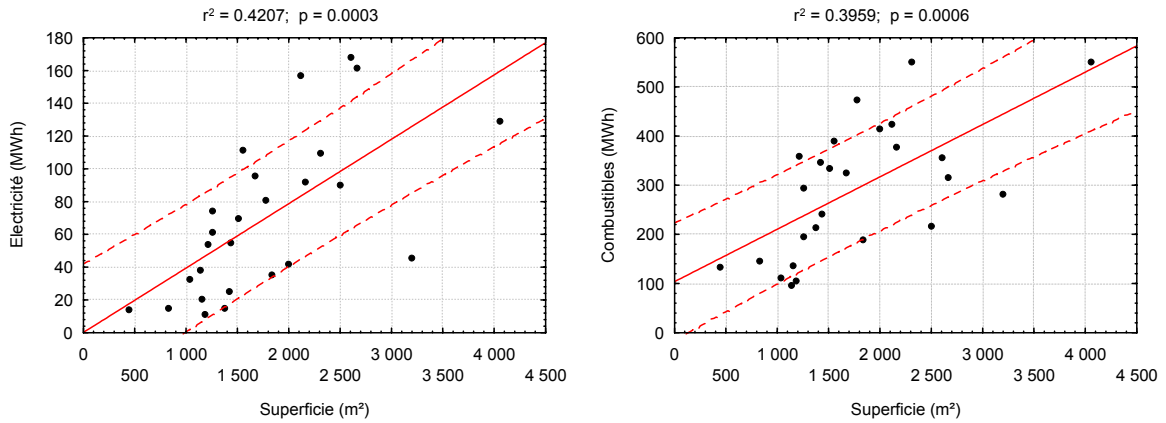 r² = 0.4207; p = 0.0003
180
160
140
120
100
80
60
40
20
0
Electricité (MWh)
0 1 000 2 000 3 000 4 000
500 1 500 2 500 3 500 4 500
Superficie (m²)
r² = 0.3959; p = 0.0006
600
500
400
300
200
100
0
Combustibles (MWh)
0 1 000 2 000 3 000 4 000
500 1 500 2 500 3 500 4 500
Superficie (m²)